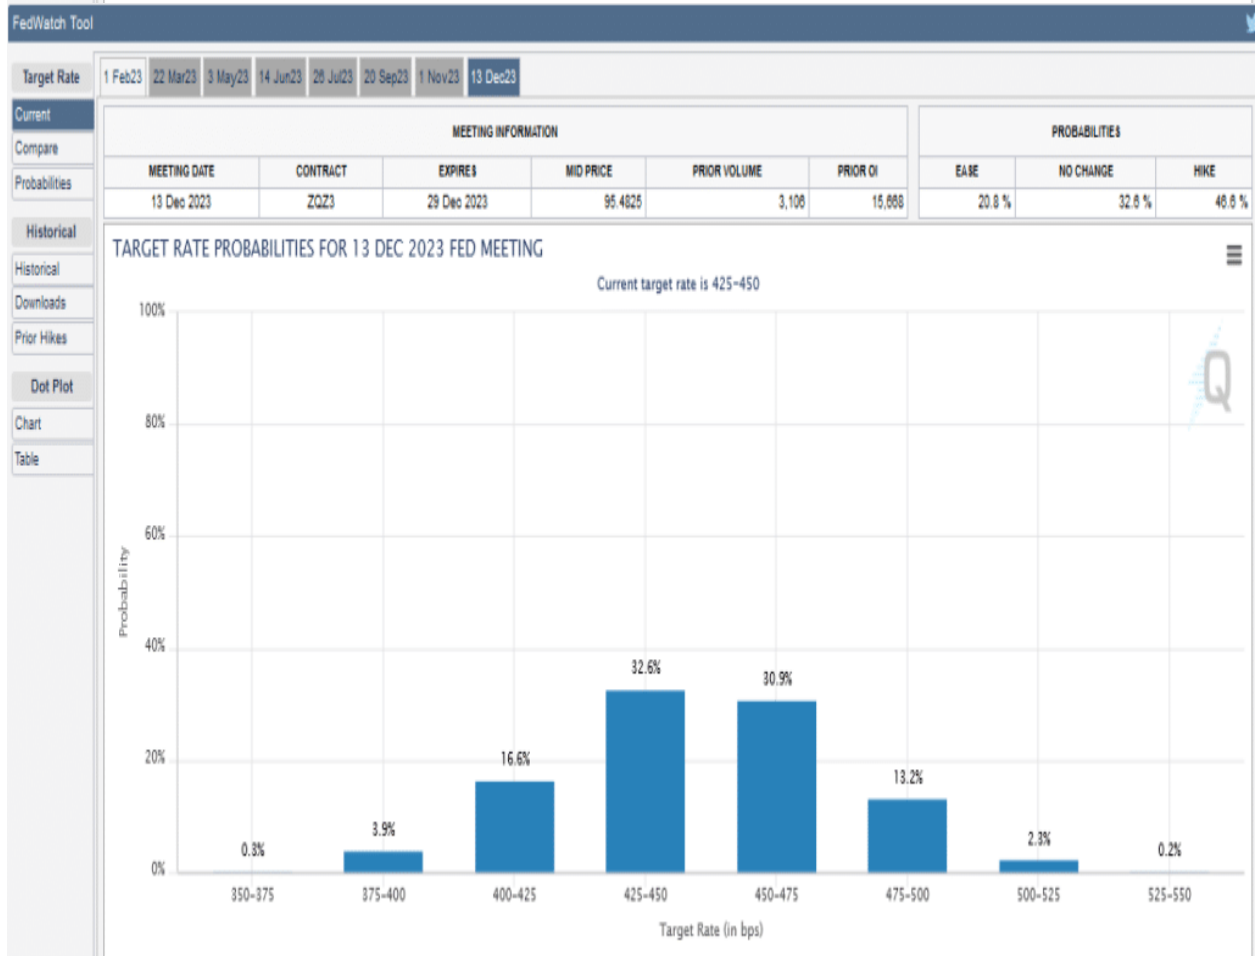 FedWatch Tool
Target Rate
1 Feb23 22 Mar23 3 May23 14 Jun23 26 Jul23 20 Sep23 1 Nov23 13 Dec23
Current
Compare
Probabilities
Historical
Historical
Downloads
Prior Hikes
Dot Plot
Chart
Table
MEETING INFORMATION
MEETING DATE CONTRACT EXPIRES MID PRICE PRIOR VOLUME PRIOR OI
13 Dec 2023 ZQZ3 29 Dec 2023 95.4825 3,106 15,668
PROBABILITIES
EASE NO CHANGE HIKE
20.8 % 32.6 % 46.6 %
TARGET RATE PROBABILITIES FOR 13 DEC 2023 FED MEETING
Current target rate is 425-450
100%
80%
60%
40%
20%
0%
Probability
0.3%
3.9%
16.6%
32.6%
30.9%
13.2%
2.3%
0.2%
350-375 375-400 400-425 425-450 450-475 475-500 500-525 525-550
Target Rate (in bps)
Q